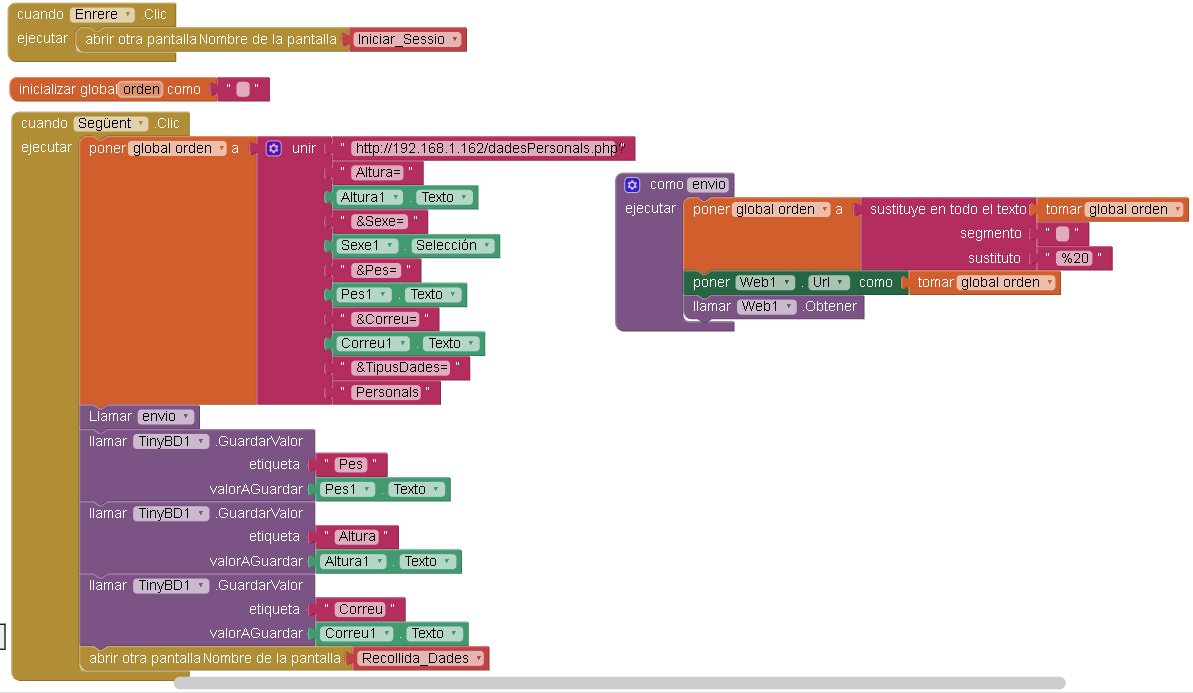 cuando Enrere .Clic
ejecutar abrir otra pantalla Nombre de la pantalla Iniciar_Sessio
inicializar global orden como " "
cuando Següent .Clic
ejecutar poner global orden a unir " http://192.168.1.162/dadesPersonals.php? "
" Altura= "
Altura1 . Texto
" &Sexe= "
Sexe1 . Selección
" &Pes= "
Pes1 . Texto
" &Correu= "
Correu1 . Texto
" &TipusDades= "
" Personals "
Llamar envio
llamar TinyBD1 .GuardarValor
etiqueta " Pes "
valorAGuardar Pes1 . Texto
llamar TinyBD1 .GuardarValor
etiqueta " Altura "
valorAGuardar Altura1 . Texto
llamar TinyBD1 .GuardarValor
etiqueta " Correu "
valorAGuardar Correu1 . Texto
abrir otra pantalla Nombre de la pantalla Recollida_Dades
como envio
ejecutar poner global orden a sustituye en todo el texto tomar global orden
segmento " "
sustituto " %20 "
poner Web1 . Url como tomar global orden
llamar Web1 .Obtener